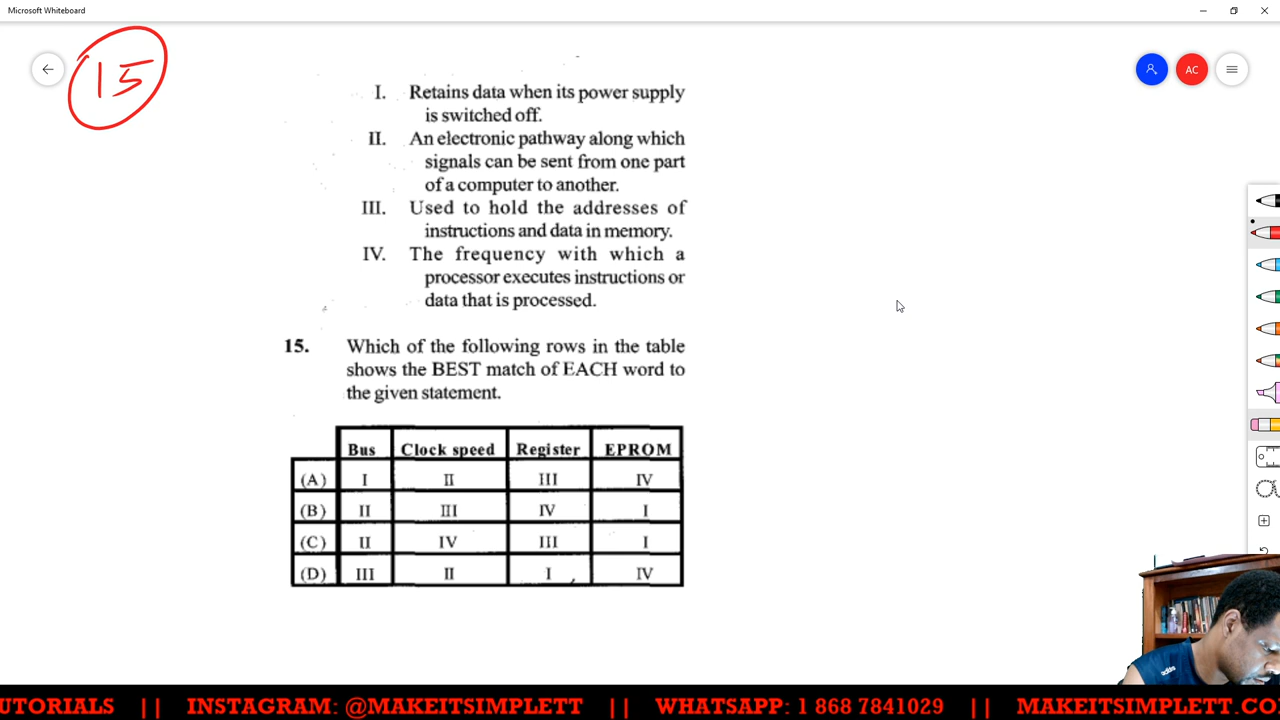 Microsoft Whiteboard
15
AC
I. Retains data when its power supply
is switched off.
II. An electronic pathway along which
signals can be sent from one part
of a computer to another.
III. Used to hold the addresses of
instructions and data in memory.
IV. The frequency with which a
processor executes instructions or
data that is processed.
15. Which of the following rows in the table
shows the BEST match of EACH word to
the given statement.
Bus Clock speed Register EPROM
(A) I II III IV
(B) II III IV I
(C) II IV III I
(D) III II I IV
adidas
UTORIALS || INSTAGRAM: @MAKEITSIMPLETT || WHATSAPP: 1 868 7841029 || MAKEITSIMPLETT.CO